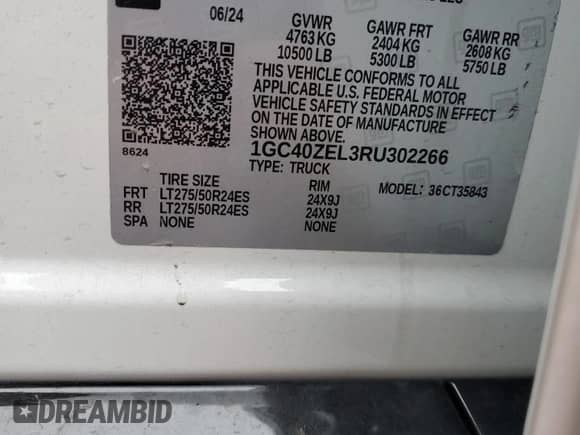 06/24 GVWR GAWR FRT GAWR RR
4763 KG 2404 KG 2608 KG
10500 LB 5300 LB 5750 LB
THIS VEHICLE CONFORMS TO ALL
APPLICABLE U.S. FEDERAL MOTOR
VEHICLE SAFETY STANDARDS IN EFFECT
ON THE DATE OF MANUFACTURE
SHOWN ABOVE.
8624 1GC40ZEL3RU302266
TYPE: TRUCK
TIRE SIZE RIM MODEL: 36CT35843
FRT LT275/50R24ES 24X9J
RR LT275/50R24ES 24X9J
SPA NONE NONE
DREAMBID